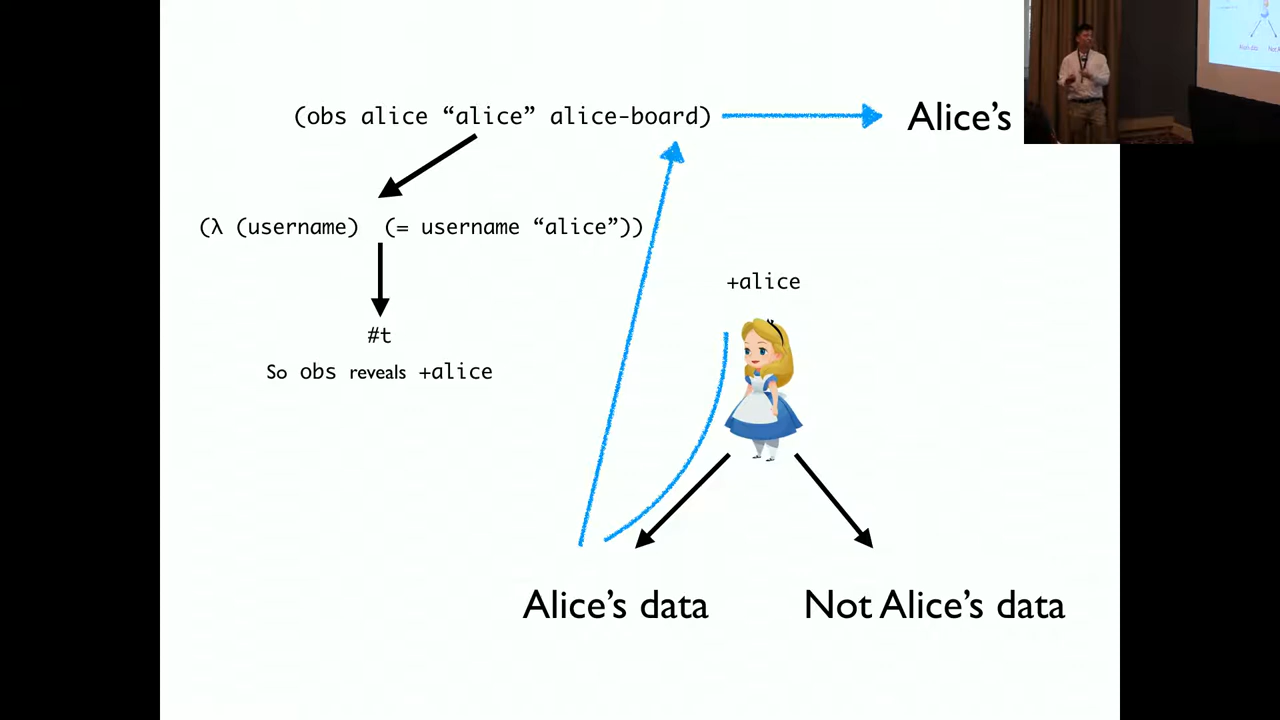 (obs alice “alice” alice-board)
Alice’s
(λ (username) (= username “alice”))
+alice
#t
So obs reveals +alice
Alice’s data
Not Alice’s data